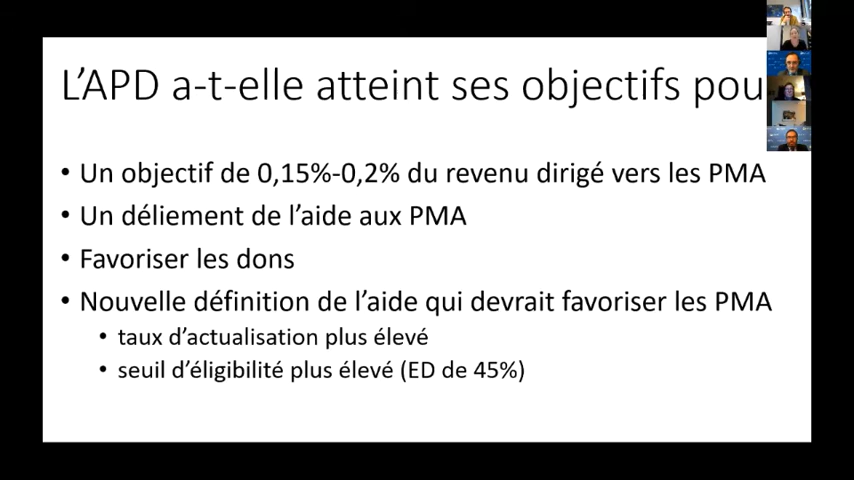 L’APD a-t-elle atteint ses objectifs pou
• Un objectif de 0,15%-0,2% du revenu dirigé vers les PMA
• Un déliement de l’aide aux PMA
• Favoriser les dons
• Nouvelle définition de l’aide qui devrait favoriser les PMA
• taux d’actualisation plus élevé
• seuil d’éligibilité plus élevé (ED de 45%)